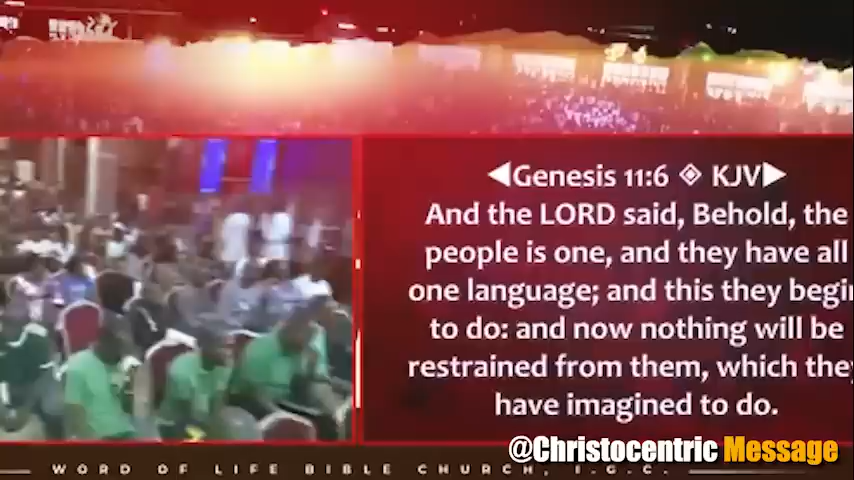 ◀Genesis 11:6 ◈ KJV▶
And the LORD said, Behold, the
people is one, and they have all
one language; and this they begin
to do: and now nothing will be
restrained from them, which they
have imagined to do.
@Christocentric Message
WORD OF LIFE BIBLE CHURCH, I.G.C.